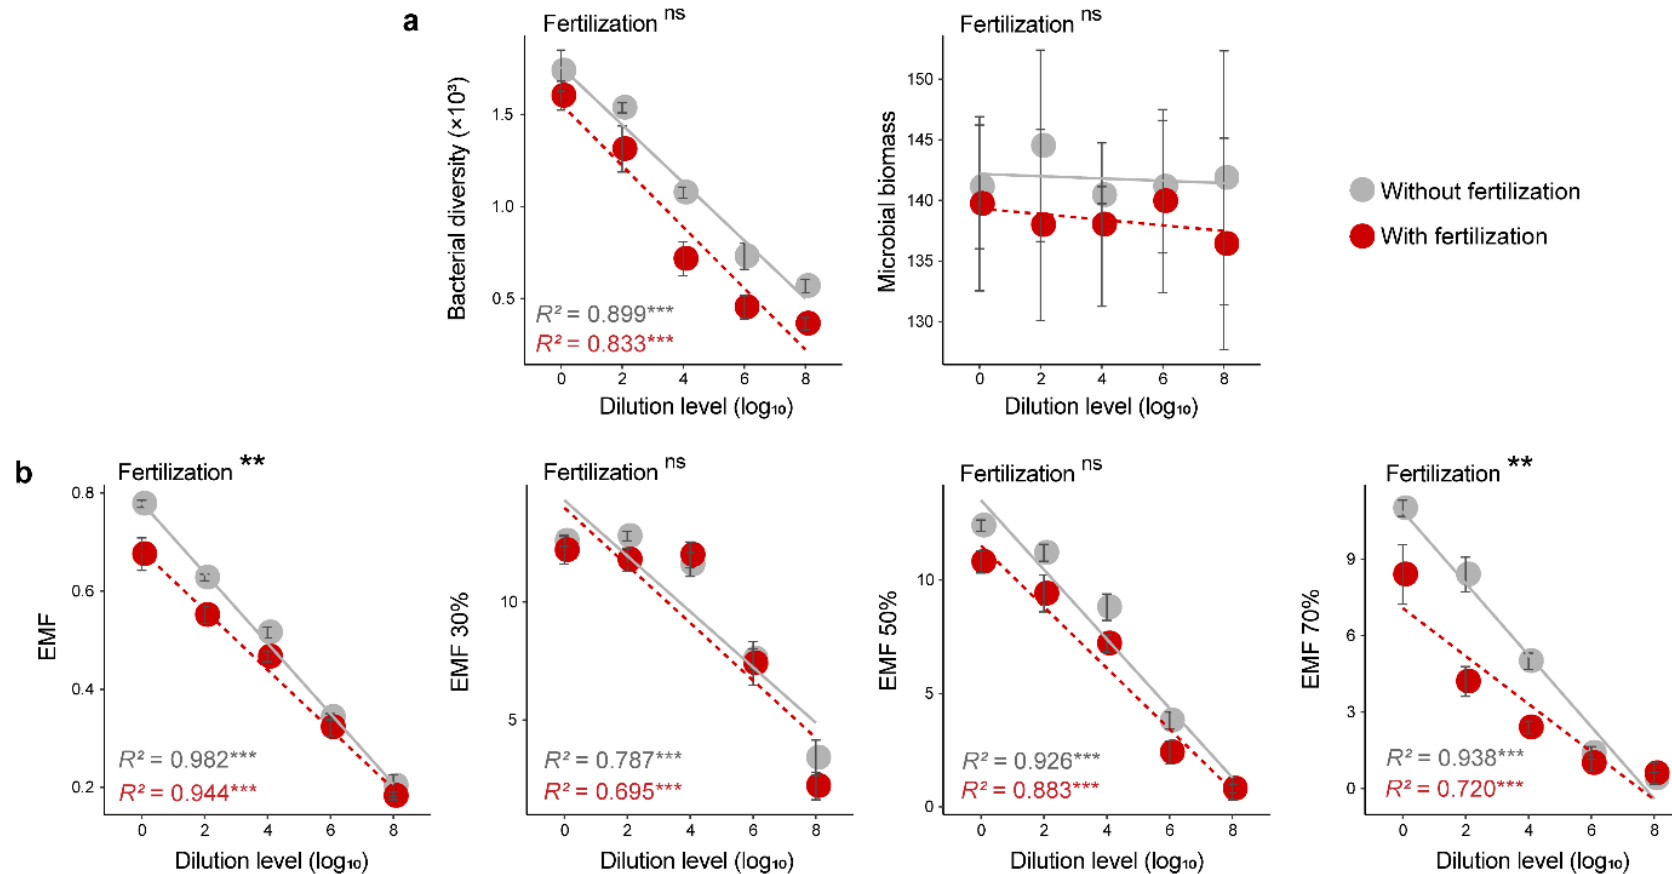 a
Fertilization ns
Bacterial diversity (×10³)
1.5
1.0
0.5
R² = 0.899***
R² = 0.833***
0 2 4 6 8
Dilution level (log₁₀)
Fertilization ns
Microbial biomass
150
145
140
135
130
0 2 4 6 8
Dilution level (log₁₀)
Without fertilization
With fertilization
b
Fertilization **
EMF
0.8
0.6
0.4
0.2
R² = 0.982***
R² = 0.944***
0 2 4 6 8
Dilution level (log₁₀)
Fertilization ns
EMF 30%
10
5
R² = 0.787***
R² = 0.695***
0 2 4 6 8
Dilution level (log₁₀)
Fertilization ns
EMF 50%
10
5
0
R² = 0.926***
R² = 0.883***
0 2 4 6 8
Dilution level (log₁₀)
Fertilization **
EMF 70%
9
6
3
0
R² = 0.938***
R² = 0.720***
0 2 4 6 8
Dilution level (log₁₀)